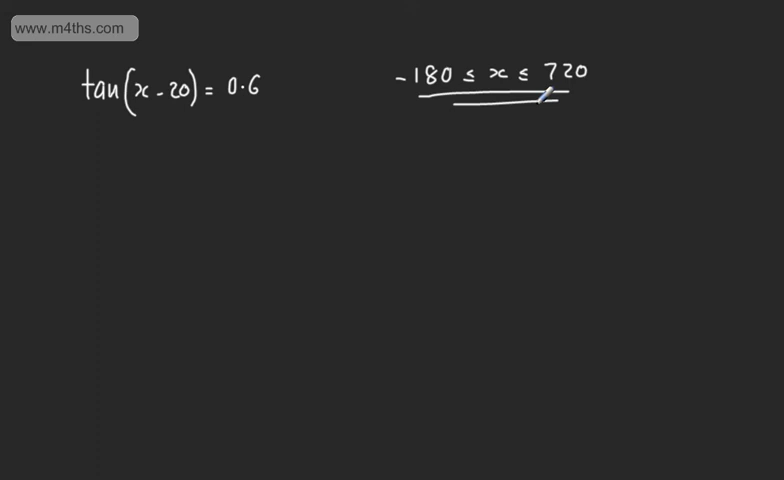 www.m4ths.com
tan(x - 20) = 0.6
-180 ≤ x ≤ 720